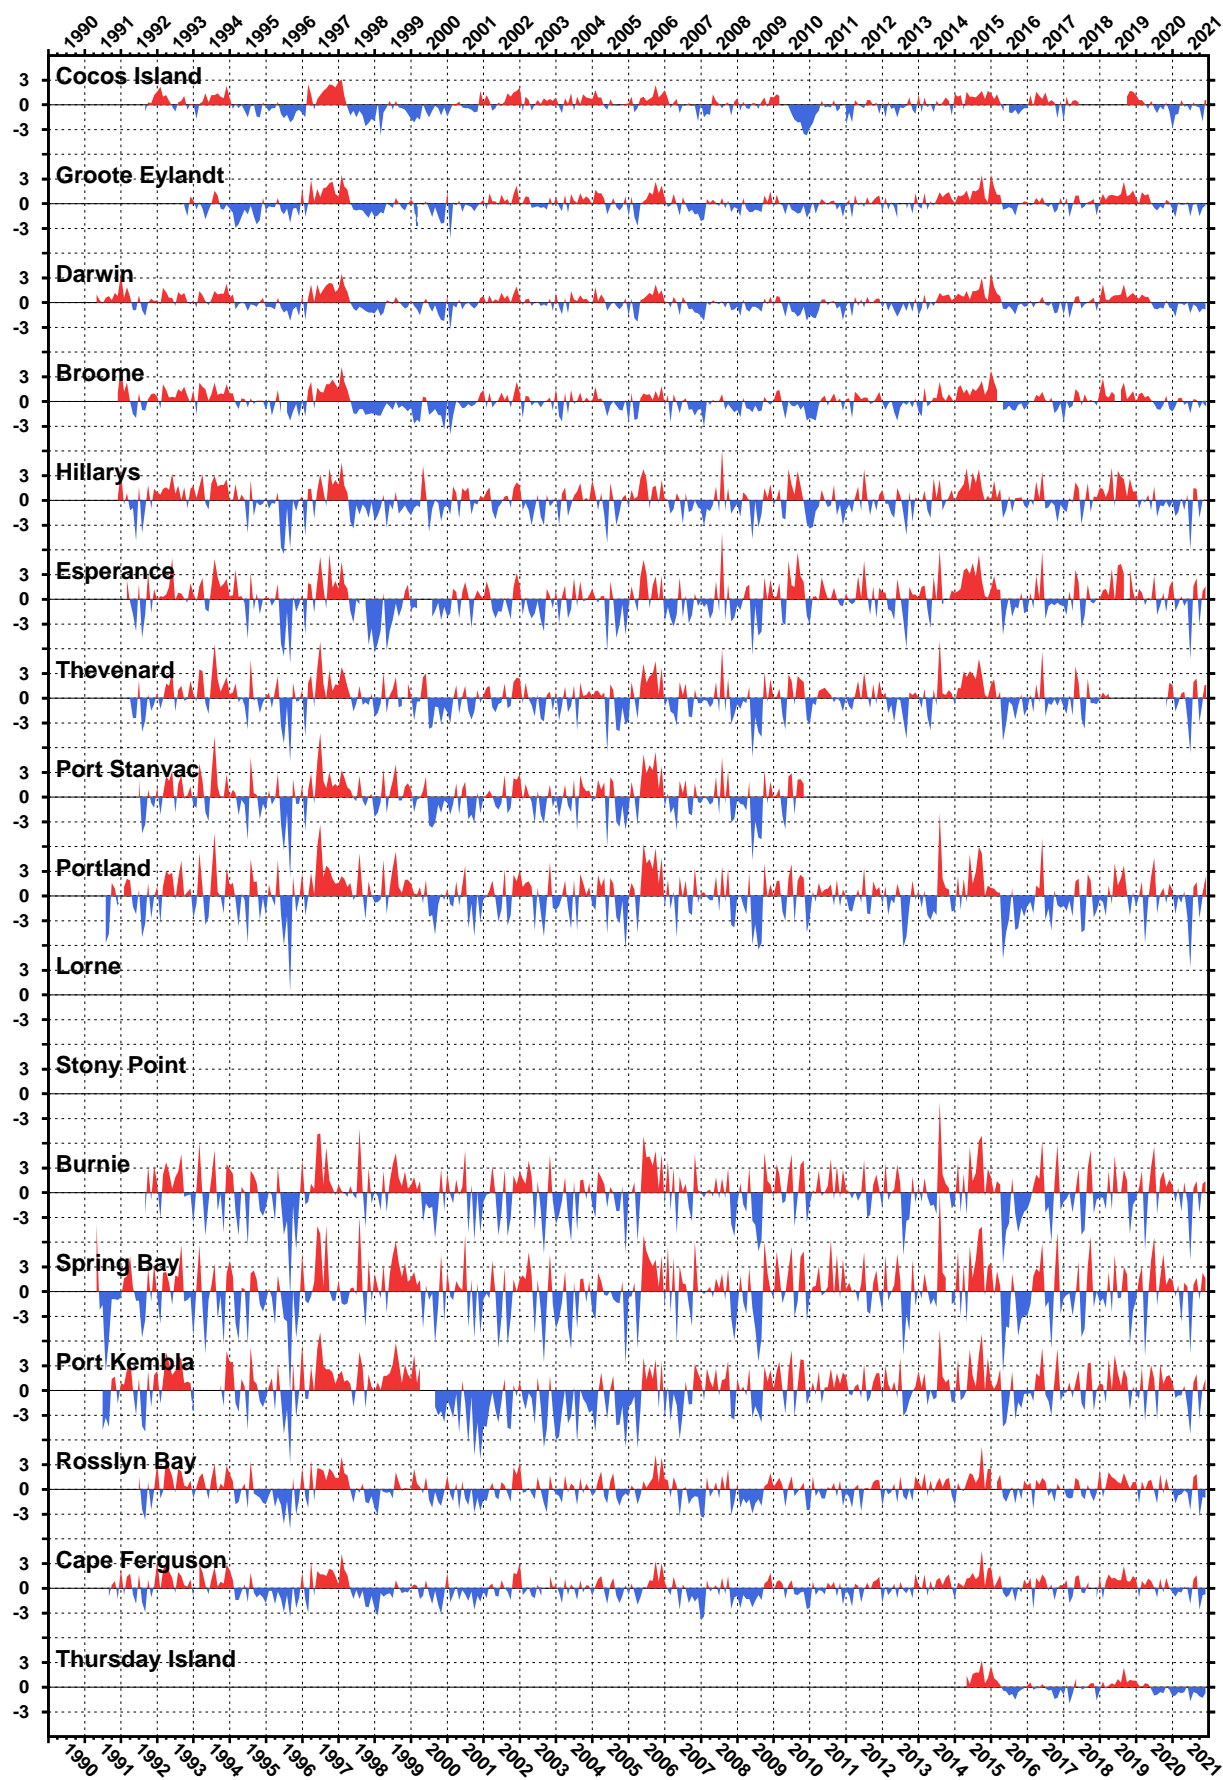 1990 1991 1992 1993 1994 1995 1996 1997 1998 1999 2000 2001 2002 2003 2004 2005 2006 2007 2008 2009 2010 2011 2012 2013 2014 2015 2016 2017 2018 2019 2020 2021
3 Cocos Island
0
-3
3 Groote Eylandt
0
-3
3 Darwin
0
-3
3 Broome
0
-3
3 Hillarys
0
-3
3 Esperance
0
-3
3 Thevenard
0
-3
3 Port Stanvac
0
-3
3 Portland
0
-3
3 Lorne
0
-3
3 Stony Point
0
-3
3 Burnie
0
-3
3 Spring Bay
0
-3
3 Port Kembla
0
-3
3 Rosslyn Bay
0
-3
3 Cape Ferguson
0
-3
3 Thursday Island
0
-3
1990 1991 1992 1993 1994 1995 1996 1997 1998 1999 2000 2001 2002 2003 2004 2005 2006 2007 2008 2009 2010 2011 2012 2013 2014 2015 2016 2017 2018 2019 2020 2021